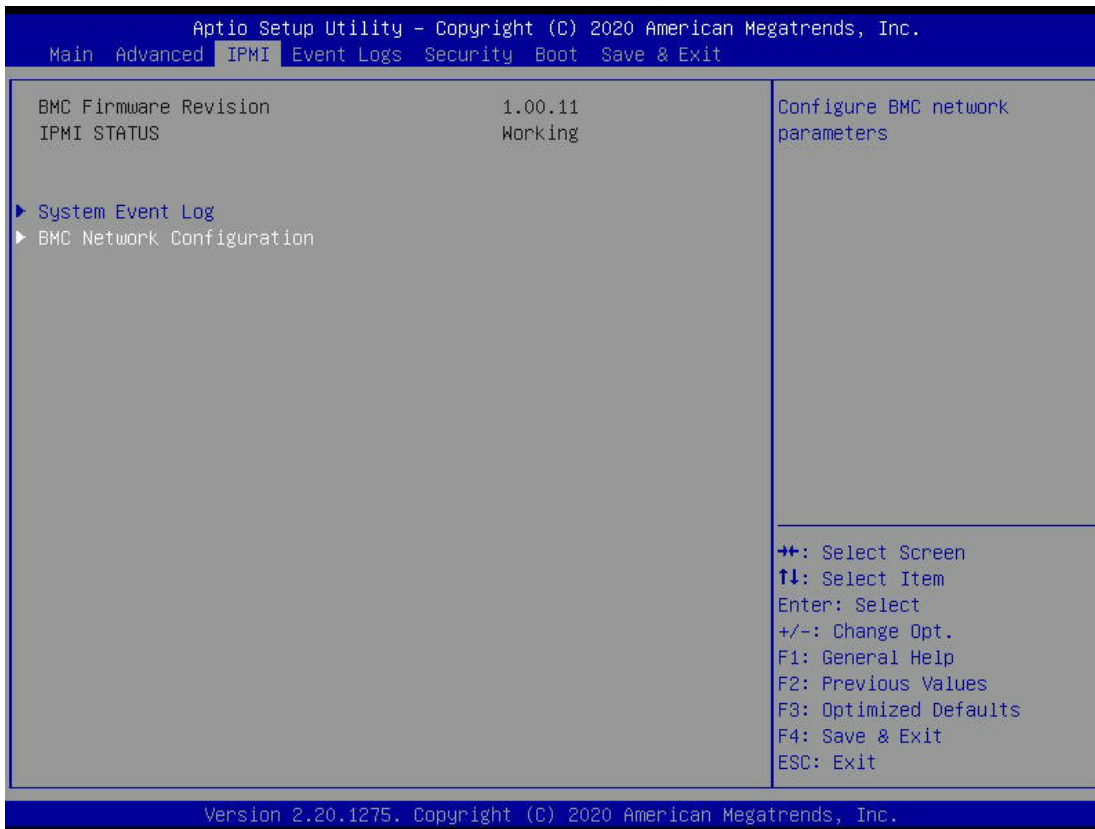 Aptio Setup Utility – Copyright (C) 2020 American Megatrends, Inc.
Main Advanced IPMI Event Logs Security Boot Save & Exit
BMC Firmware Revision 1.00.11
IPMI STATUS Working
▶ System Event Log
▶ BMC Network Configuration
Configure BMC network
parameters
→←: Select Screen
↑↓: Select Item
Enter: Select
+/-: Change Opt.
F1: General Help
F2: Previous Values
F3: Optimized Defaults
F4: Save & Exit
ESC: Exit
Version 2.20.1275. Copyright (C) 2020 American Megatrends, Inc.